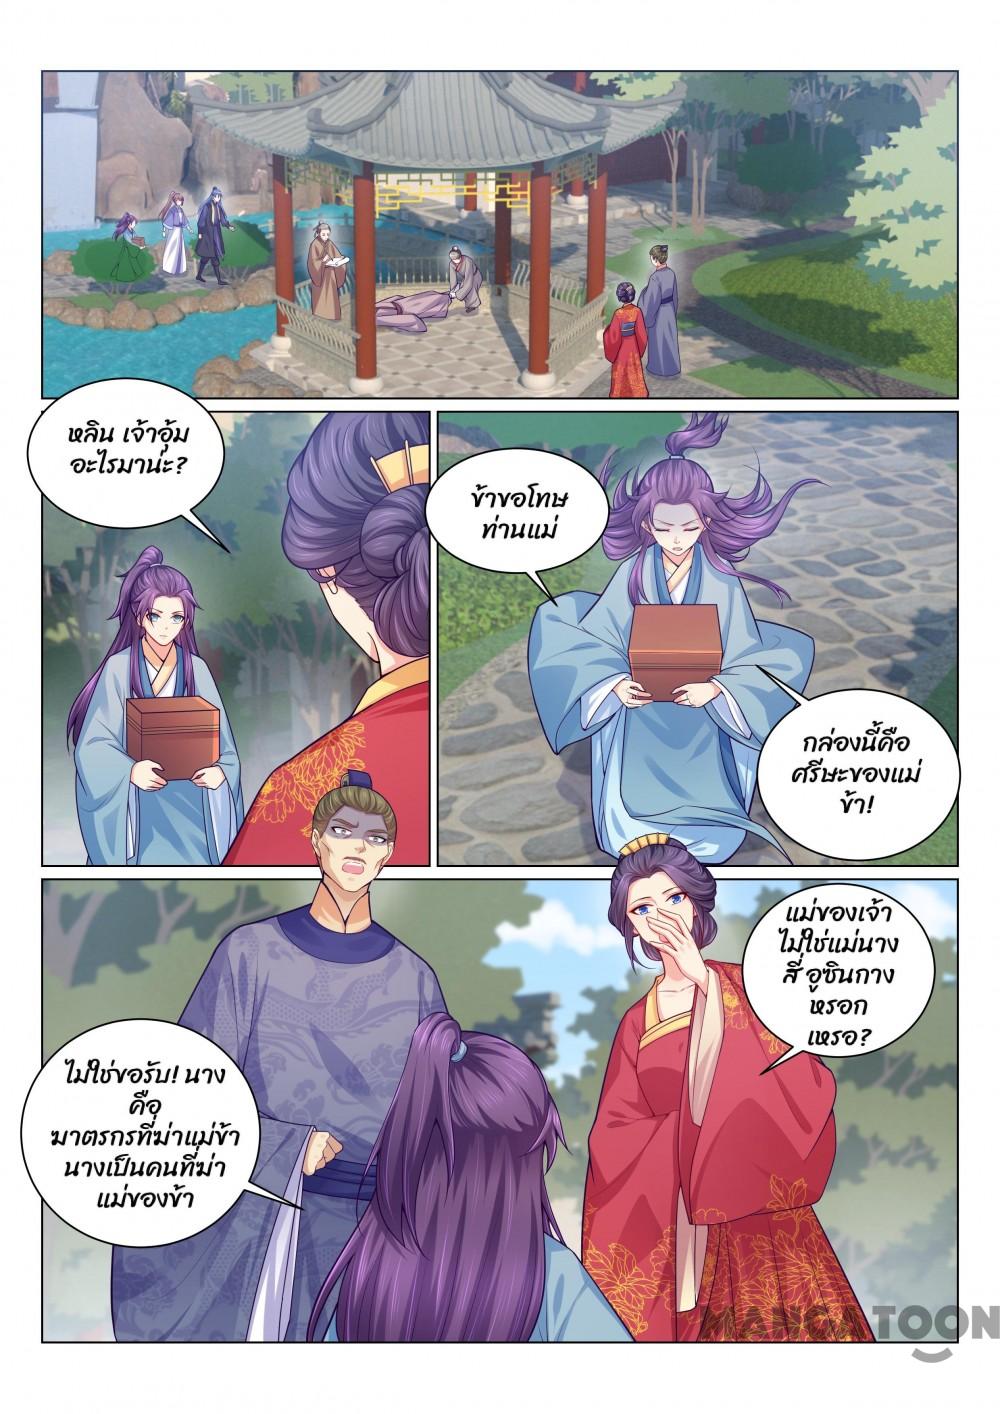 หลิน เจ้าอุ้ม
อะไรมาน่ะ?
ข้าขอโทษ
ท่านแม่
กล่องนี้คือ
ศรีษะของแม่
ข้า!
แม่ของเจ้า
ไม่ใช่แม่นาง
สี่ อูซินกาง
หรอก
เหรอ?
ไม่ใช่ขอรับ! นาง
คือ
ฆาตรกรที่ฆ่าแม่ข้า
นางเป็นคนที่ฆ่า
แม่ของข้า
MANGATOON